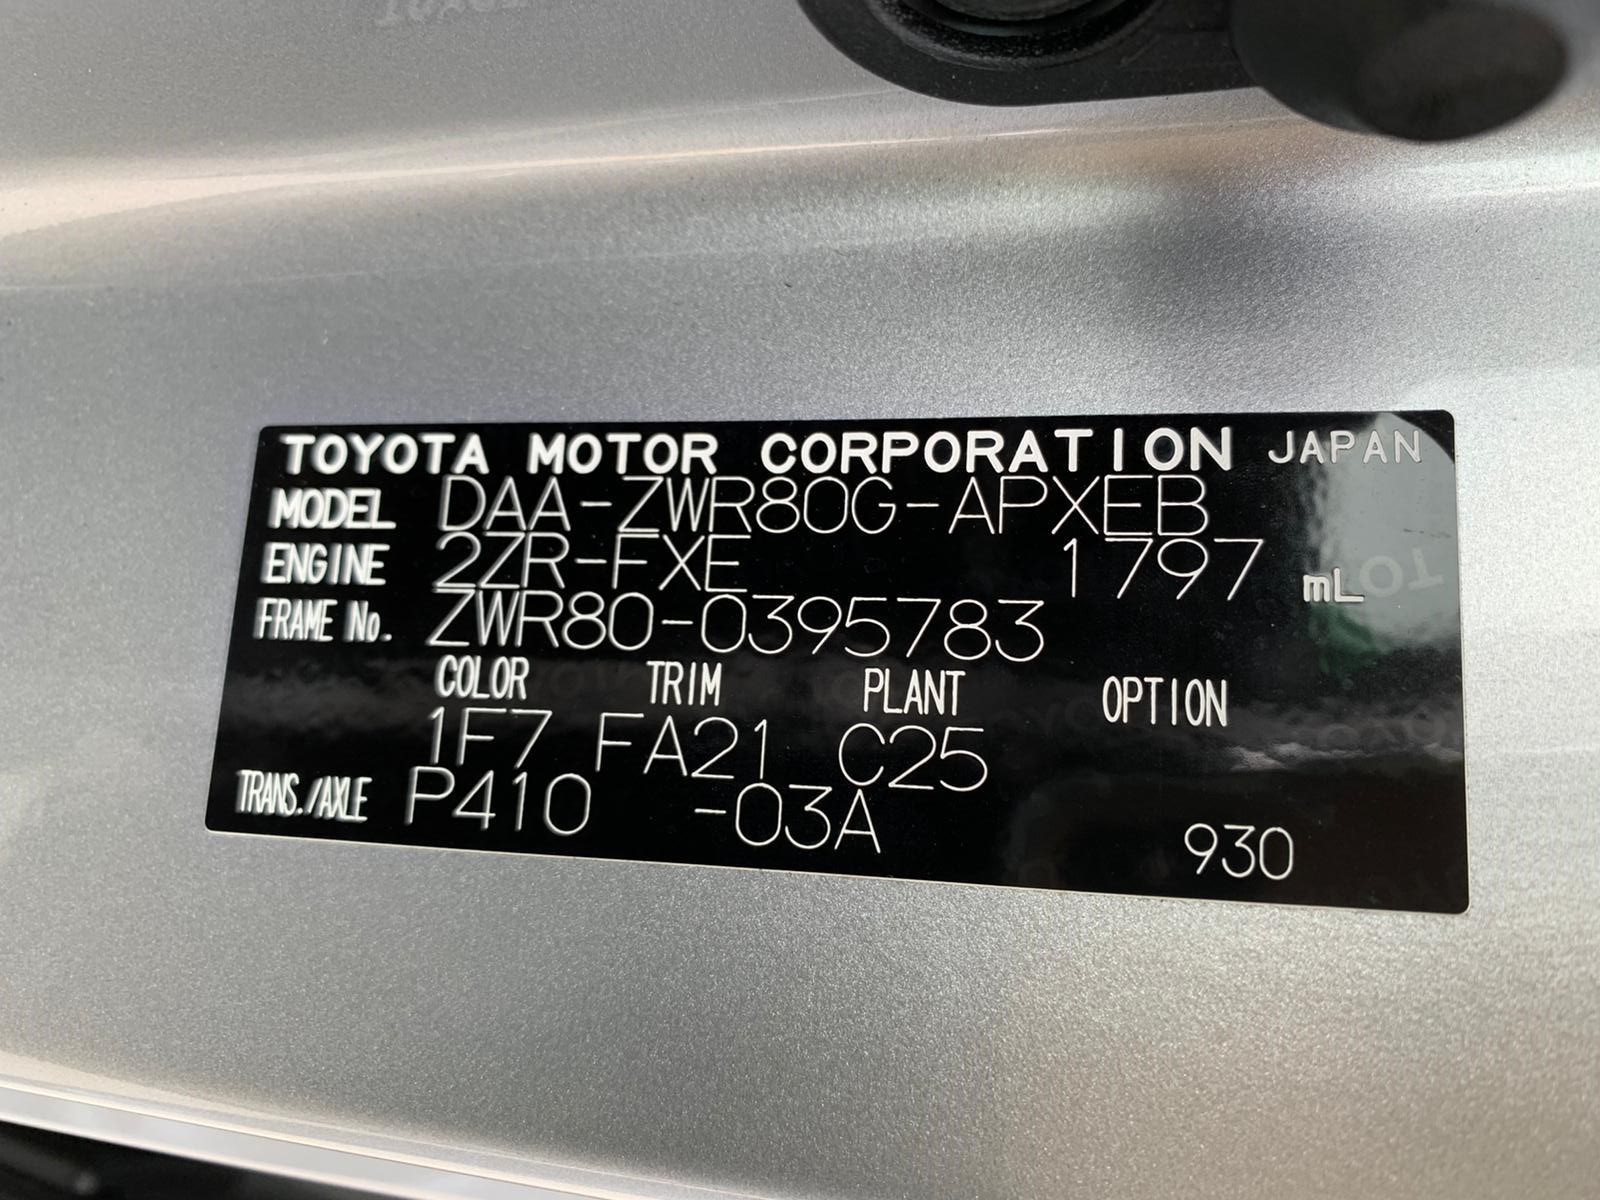 TOYOTA MOTOR CORPORATION JAPAN
MODEL DAA-ZWR80G-APXEB
ENGINE 2ZR-FXE 1797 mL
FRAME No. ZWR80-0395783
COLOR TRIM PLANT OPTION
1F7 FA21 C25
TRANS./AXLE P410 -03A 930